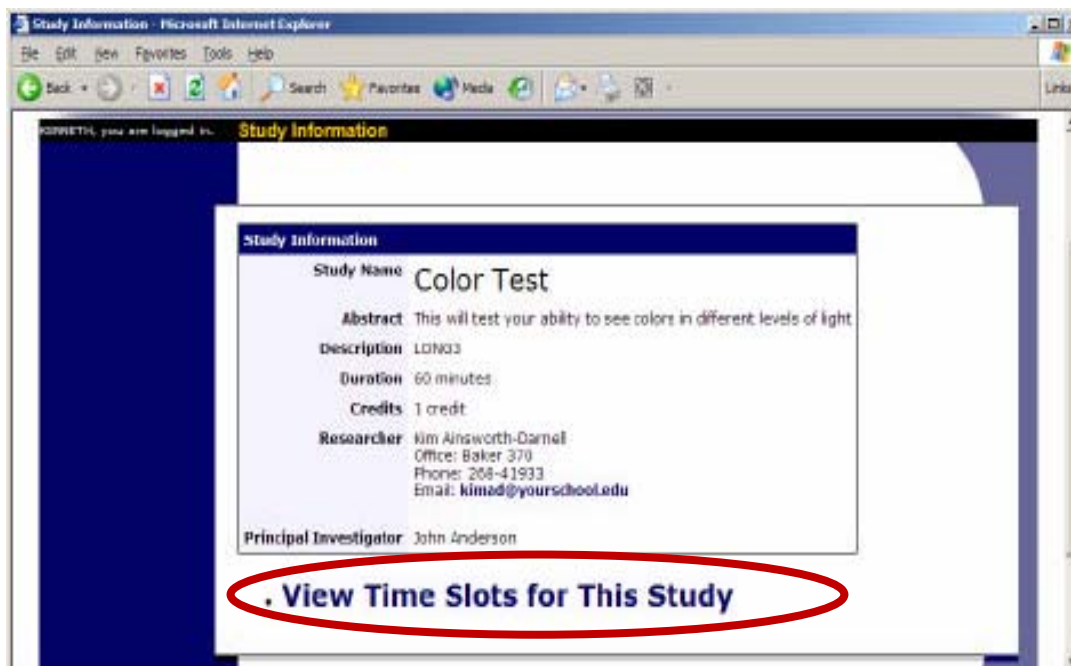 Study Information - Microsoft Internet Explorer
File Edit View Favorites Tools Help
Back Search Favorites Media Links
KENNETH, you are logged in. Study Information
Study Information
Study Name Color Test
Abstract This will test your ability to see colors in different levels of light
Description LONG3
Duration 60 minutes
Credits 1 credit
Researcher Kim Ainsworth-Darnell
Office: Baker 370
Phone: 268-41933
Email: kimad@yourschool.edu
Principal Investigator John Anderson
• View Time Slots for This Study